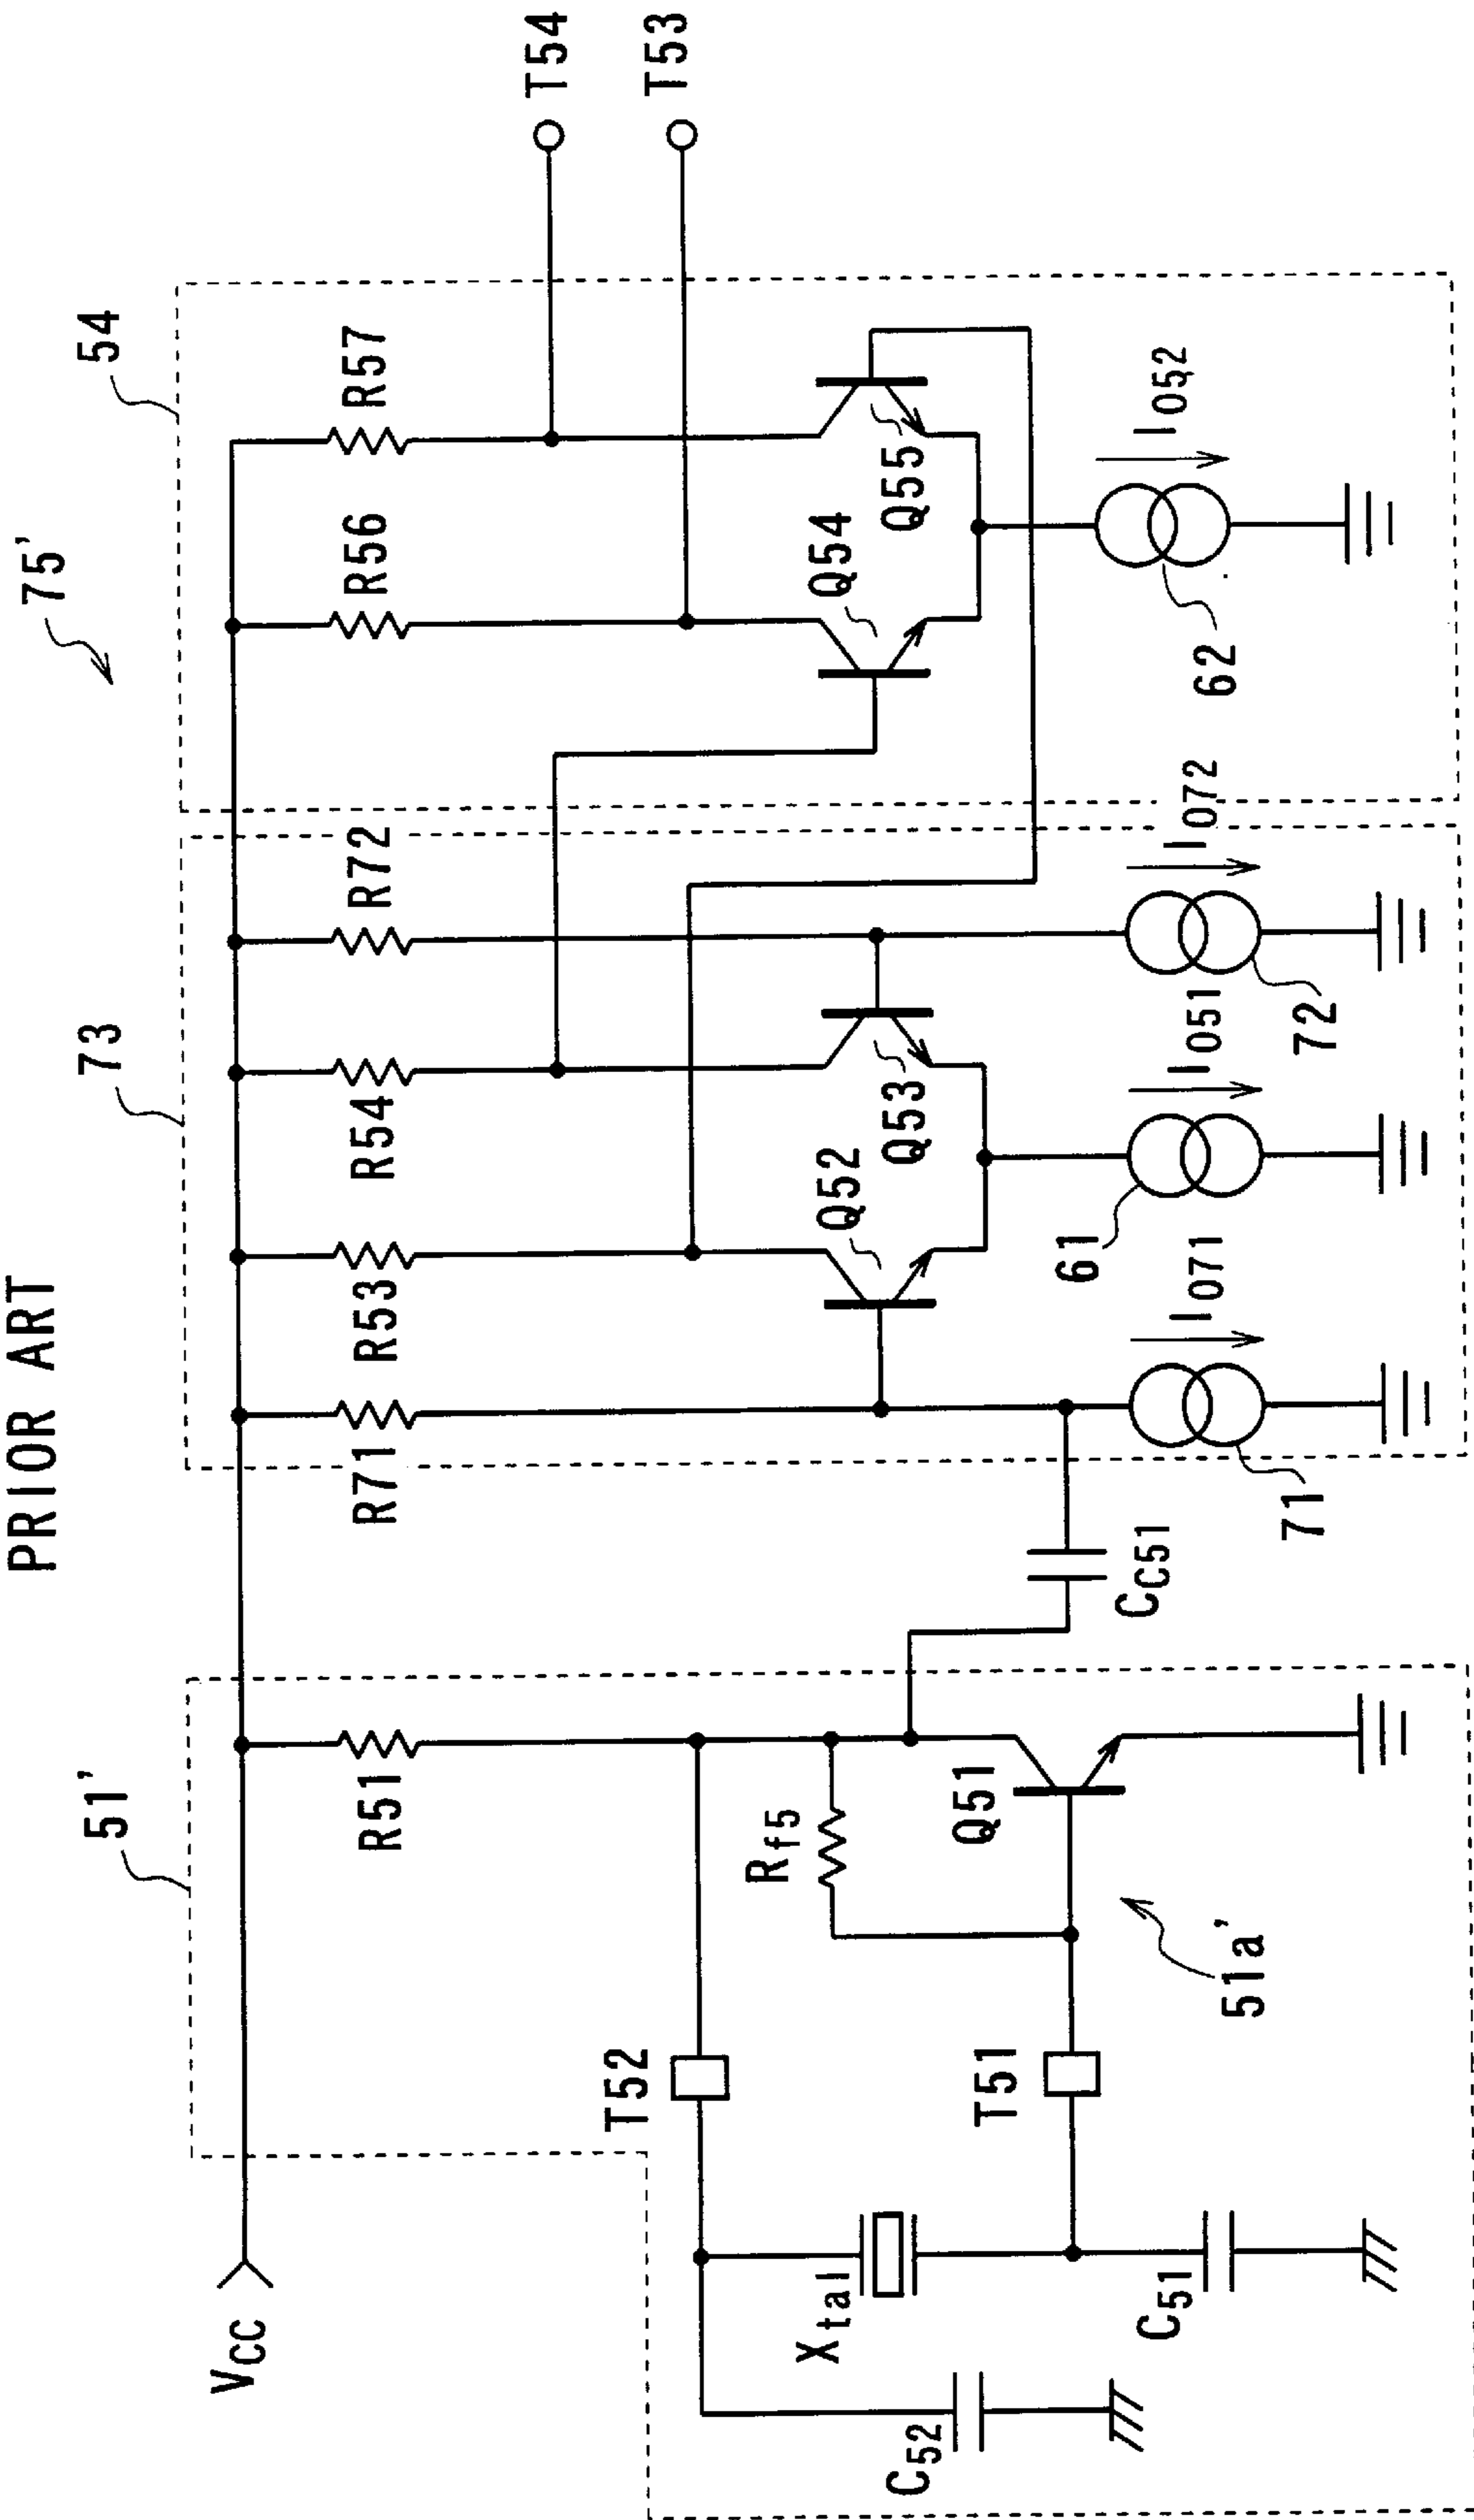 PRIOR ART
75'
51'
73
54
VCC
R51
R71
R53
R54
R72
R56
R57
T54
T53
T52
Rf5
Q51
Q52
Q53
Q54
Q55
Xtal
T51
51a'
C52
C51
CC51
71
I071
61
I051
72
I072
62
I052